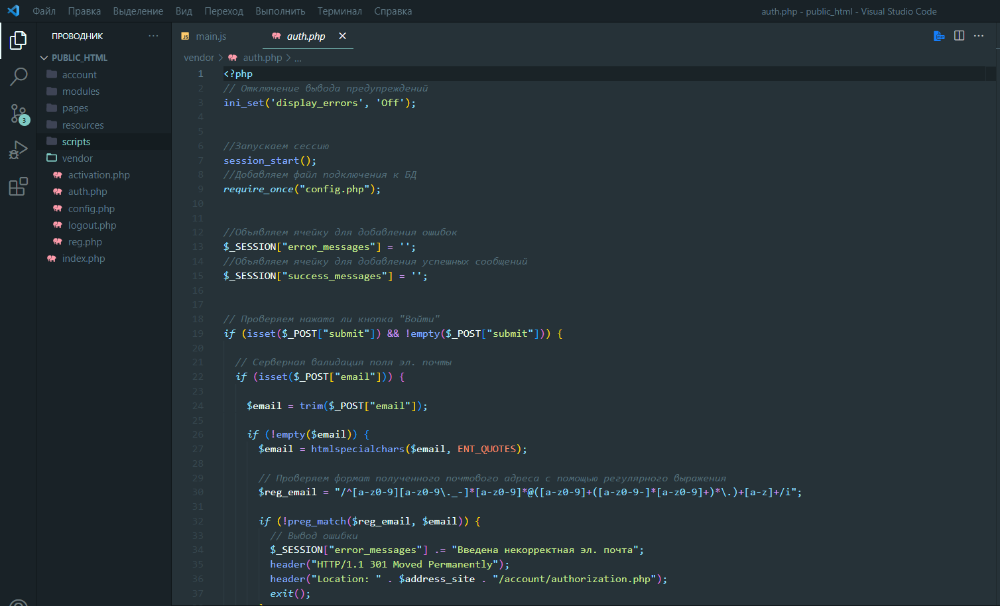 Файл Правка Выделение Вид Переход Выполнить Терминал Справка
auth.php - public_html - Visual Studio Code
ПРОВОДНИК ···
PUBLIC_HTML
account
modules
pages
resources
scripts
vendor
activation.php
auth.php
config.php
logout.php
reg.php
index.php
3
JS main.js
auth.php
vendor > auth.php > ...
1 <?php
2 // Отключение вывода предупреждений
3 ini_set('display_errors', 'Off');
4
5
6 //Запускаем сессию
7 session_start();
8 //Добавляем файл подключения к БД
9 require_once("config.php");
10
11
12 //Объявляем ячейку для добавления ошибок
13 $_SESSION["error_messages"] = '';
14 //Объявляем ячейку для добавления успешных сообщений
15 $_SESSION["success_messages"] = '';
16
17
18 // Проверяем нажата ли кнопка "Войти"
19 if (isset($_POST["submit"]) && !empty($_POST["submit"])) {
20
21 // Серверная валидация поля эл. почты
22 if (isset($_POST["email"])) {
23
24 $email = trim($_POST["email"]);
25
26 if (!empty($email)) {
27 $email = htmlspecialchars($email, ENT_QUOTES);
28
29 // Проверяем формат полученного почтового адреса с помощью регулярного выражения
30 $reg_email = "/^[a-z0-9][a-z0-9\._-]*[a-z0-9]*@([a-z0-9]+([a-z0-9-]*[a-z0-9]+)*\.)+[a-z]+/i";
31
32 if (!preg_match($reg_email, $email)) {
33 // Вывод ошибки
34 $_SESSION["error_messages"] .= "Введена некорректная эл. почта";
35 header("HTTP/1.1 301 Moved Permanently");
36 header("Location: " . $address_site . "/account/authorization.php");
37 exit();